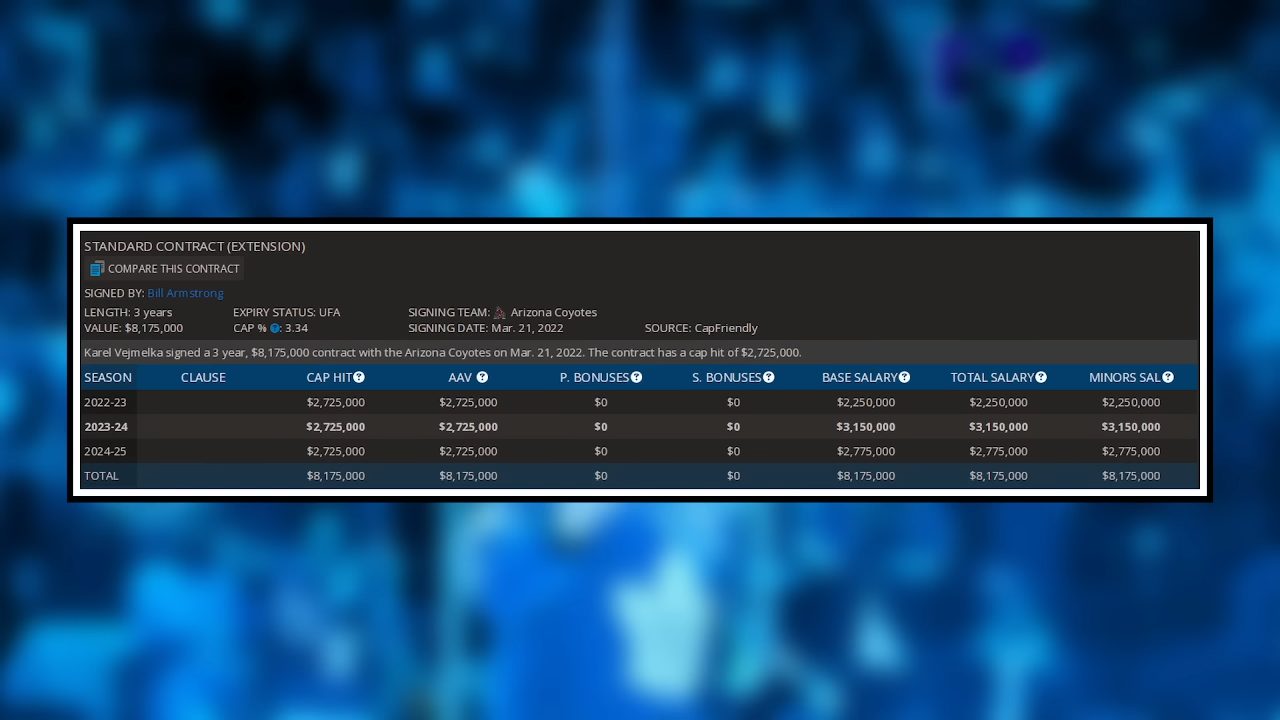 STANDARD CONTRACT (EXTENSION)
COMPARE THIS CONTRACT
SIGNED BY: Bill Armstrong
LENGTH: 3 years EXPIRY STATUS: UFA SIGNING TEAM: Arizona Coyotes
VALUE: $8,175,000 CAP % ?: 3.34 SIGNING DATE: Mar. 21, 2022 SOURCE: CapFriendly
Karel Vejmelka signed a 3 year, $8,175,000 contract with the Arizona Coyotes on Mar. 21, 2022. The contract has a cap hit of $2,725,000.
SEASON CLAUSE CAP HIT? AAV ? P. BONUSES? S. BONUSES? BASE SALARY? TOTAL SALARY? MINORS SAL?
2022-23 $2,725,000 $2,725,000 $0 $0 $2,250,000 $2,250,000 $2,250,000
2023-24 $2,725,000 $2,725,000 $0 $0 $3,150,000 $3,150,000 $3,150,000
2024-25 $2,725,000 $2,725,000 $0 $0 $2,775,000 $2,775,000 $2,775,000
TOTAL $8,175,000 $8,175,000 $0 $0 $8,175,000 $8,175,000 $8,175,000